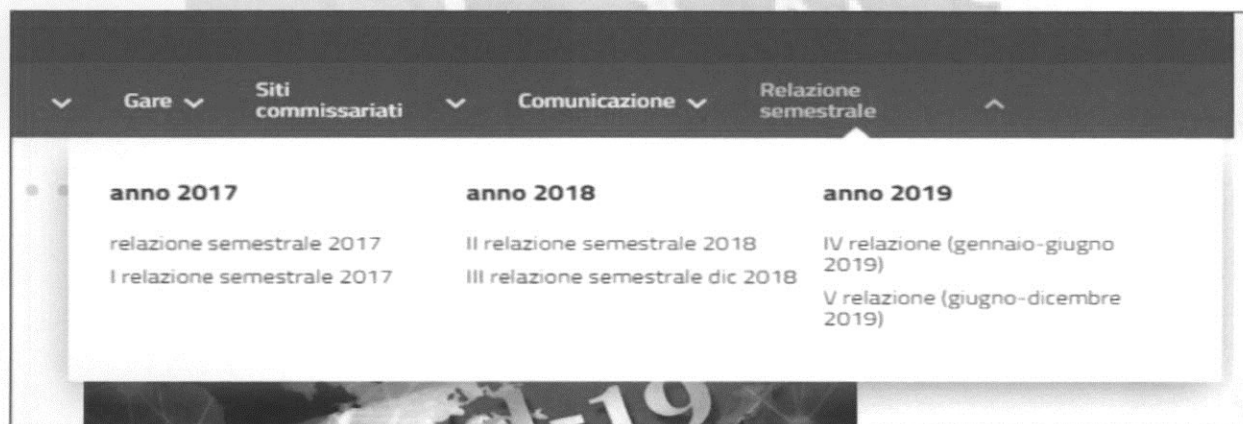 Gare
Siti
commissariati
Comunicazione
Relazione
semestrale
anno 2017
relazione semestrale 2017
I relazione semestrale 2017
anno 2018
II relazione semestrale 2018
III relazione semestrale dic 2018
anno 2019
IV relazione (gennaio-giugno
2019)
V relazione (giugno-dicembre
2019)
-19